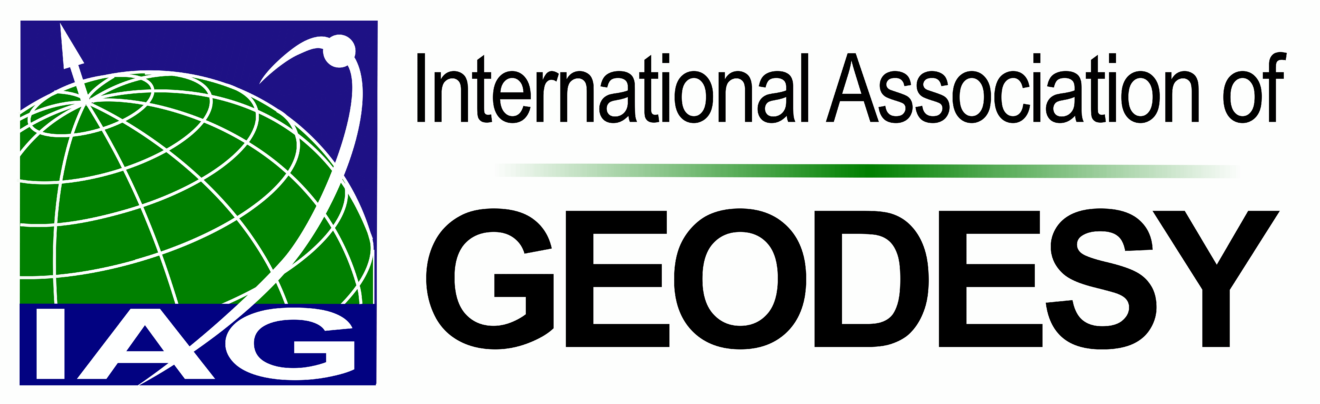 IAG
International Association of
GEODESY